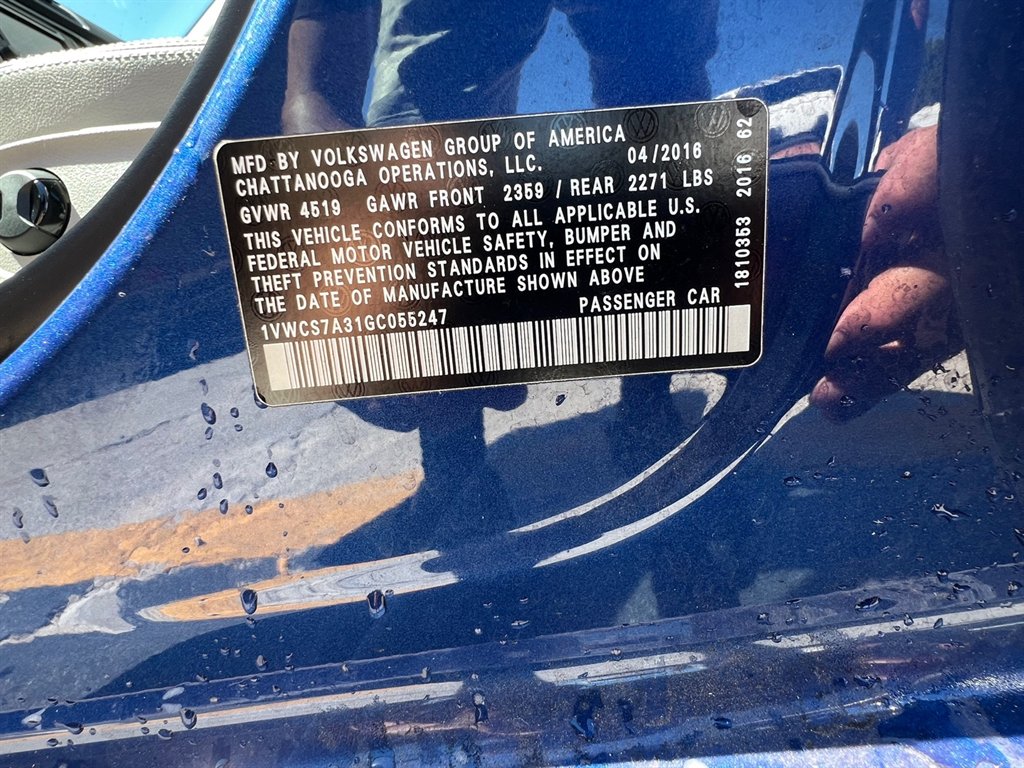 MFD BY VOLKSWAGEN GROUP OF AMERICA
CHATTANOOGA OPERATIONS, LLC. 04/2016
GVWR 4519 GAWR FRONT 2359 / REAR 2271 LBS
THIS VEHICLE CONFORMS TO ALL APPLICABLE U.S.
FEDERAL MOTOR VEHICLE SAFETY, BUMPER AND
THEFT PREVENTION STANDARDS IN EFFECT ON
THE DATE OF MANUFACTURE SHOWN ABOVE
1VWCS7A31GC055247 PASSENGER CAR
1810353 2016 62